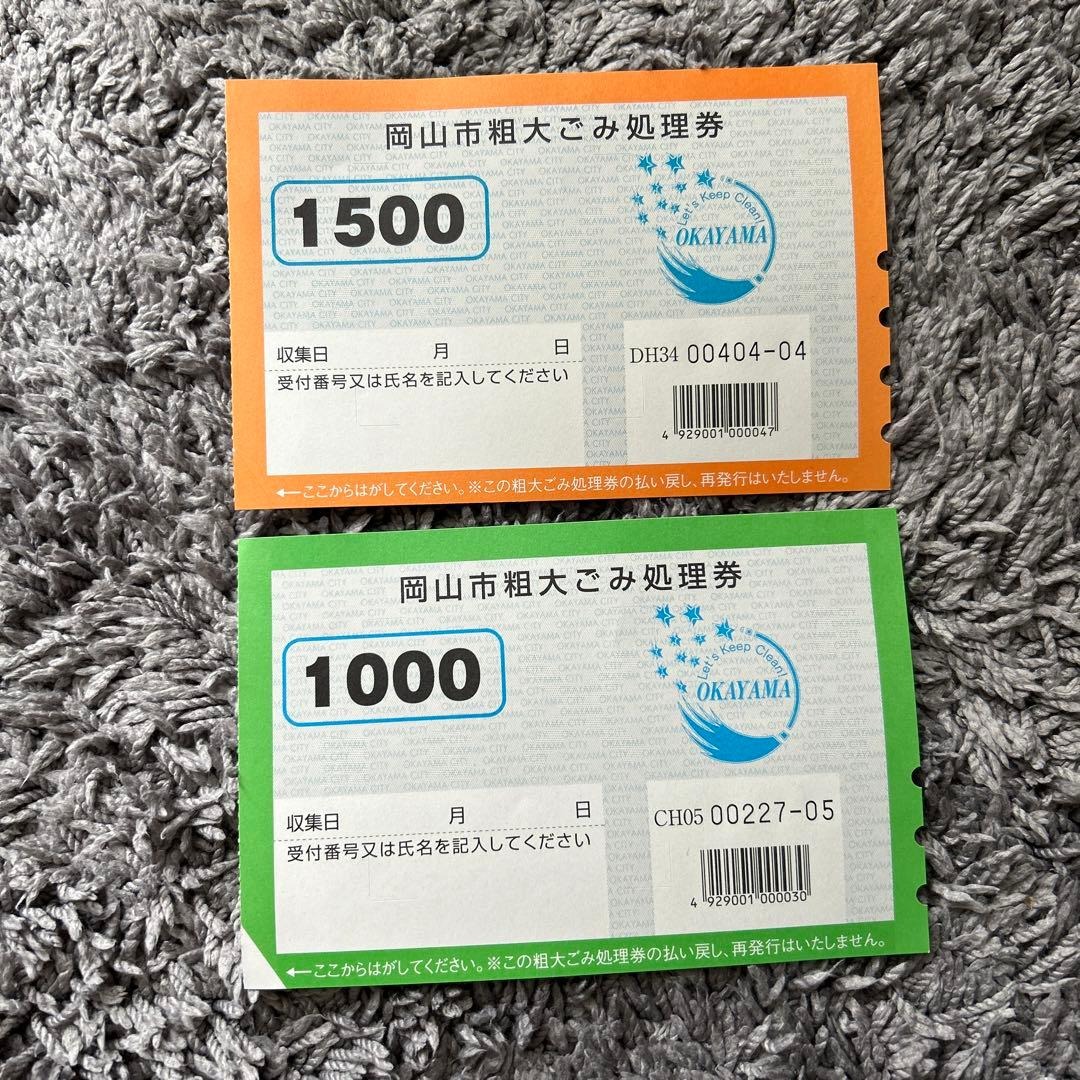 岡山市粗大ごみ処理券
1500
Let's Keep Clean!
OKAYAMA
収集日 月 日
受付番号又は氏名を記入してください
DH34 00404-04
4 929001 000047
←ここからはがしてください。※この粗大ごみ処理券の払い戻し、再発行はいたしません。
岡山市粗大ごみ処理券
1000
Let's Keep Clean!
OKAYAMA
収集日 月 日
受付番号又は氏名を記入してください
CH05 00227-05
4 929001 000030
←ここからはがしてください。※この粗大ごみ処理券の払い戻し、再発行はいたしません。